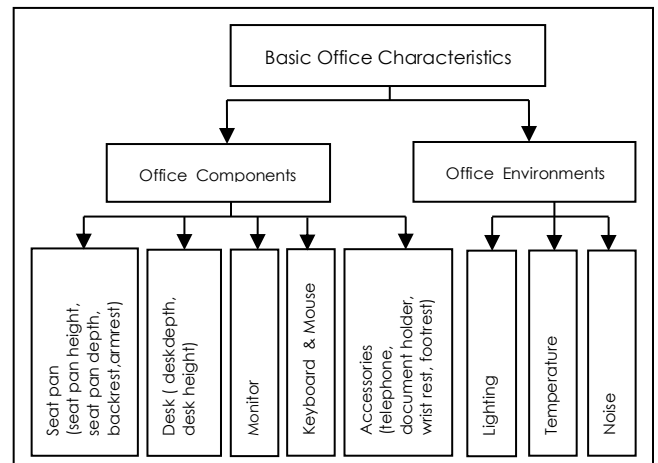 Basic Office Characteristics
Office Components
Office Environments
Seat pan
(seat pan height,
seat pan depth,
backrest,armrest)
Desk ( deskdepth,
desk height)
Monitor
Keyboard & Mouse
Accessories
(telephone,
document holder,
wrist rest, footrest)
Lighting
Temperature
Noise